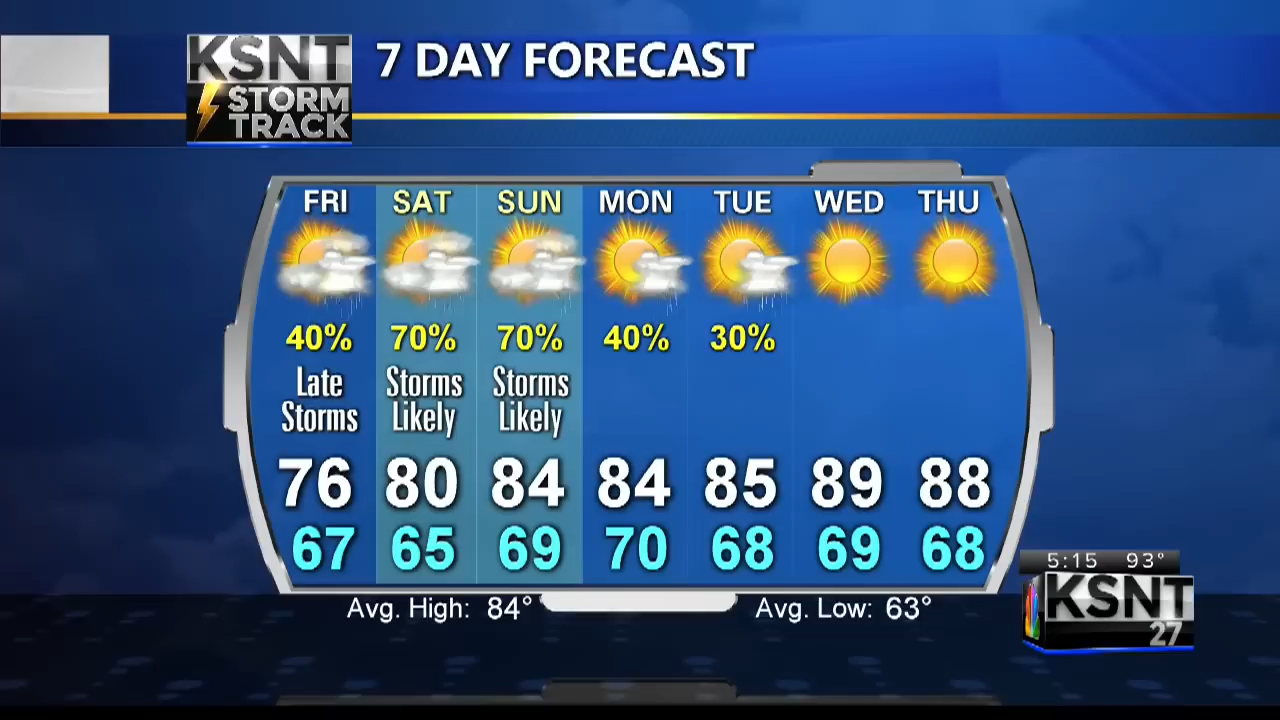 KSNT
STORM
TRACK
7 DAY FORECAST
FRI SAT SUN MON TUE WED THU
40% 70% 70% 40% 30%
Late Storms Storms
Storms Likely Likely
76 80 84 84 85 89 88
67 65 69 70 68 69 68
Avg. High: 84° Avg. Low: 63°
5:15 93°
KSNT
27